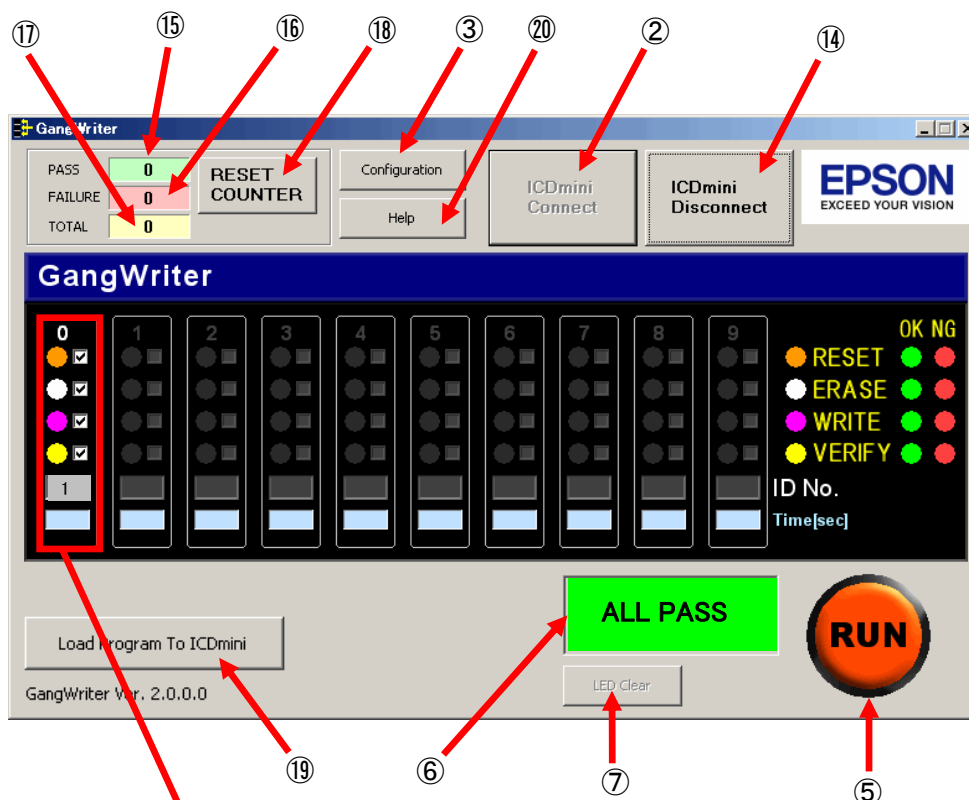 ⑰ ⑮ ⑯ ⑱ ③ ⑳ ② ⑭
GangWriter
PASS 0
FAILURE 0
TOTAL 0
RESET
COUNTER
Configuration
Help
ICDmini
Connect
ICDmini
Disconnect
EPSON
EXCEED YOUR VISION
GangWriter
0 1 2 3 4 5 6 7 8 9 OK NG
RESET
ERASE
WRITE
VERIFY
1 ID No.
Time[sec]
Load Program To ICDmini
ALL PASS
RUN
LED Clear
GangWriter Ver. 2.0.0.0
⑲ ⑥ ⑦ ⑤